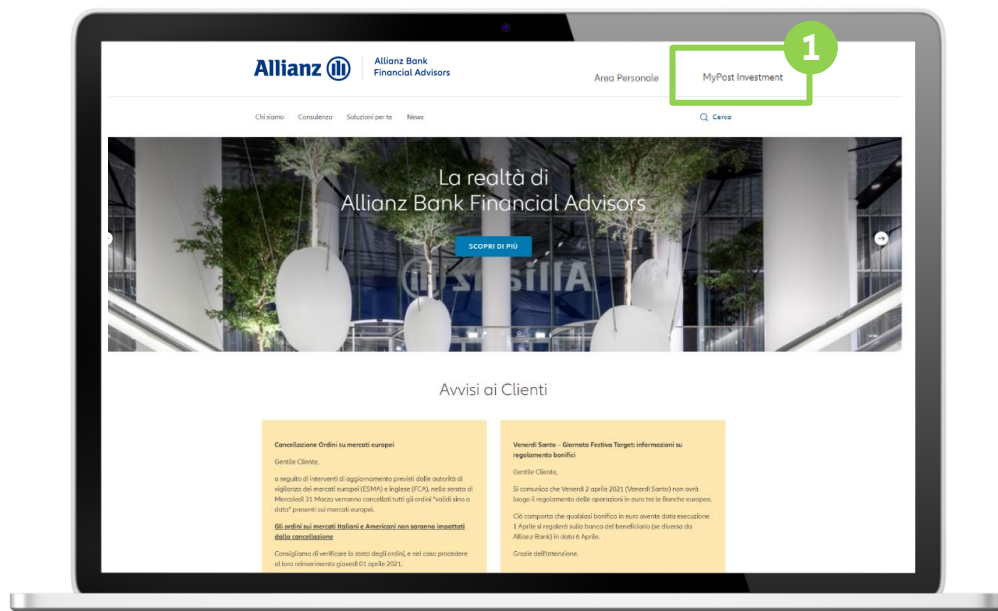 1
Allianz
Allianz Bank
Financial Advisors
Area Personale
MyPost Investment
Chi siamo
Consulenza
Soluzioni per te
News
Cerca
La realtà di
Allianz Bank Financial Advisors
SCOPRI DI PIÙ
Allianz
Avvisi ai Clienti
Cancellazione Ordini su mercati europei
Gentile Cliente,
a seguito di interventi di aggiornamento previsti dalle autorità di
vigilanza dei mercati europei (ESMA) e inglese (FCA), nella serata di
Mercoledì 31 Marzo verranno cancellati tutti gli ordini "validi sino a
data" presenti sui mercati europei.
Gli ordini sui mercati Italiani e Americani non saranno impattati
dalla cancellazione
Consigliamo di verificare lo stato degli ordini, e nel caso procedere
al loro reinserimento giovedì 01 aprile 2021.
Venerdì Santo - Giornata Festiva Target: informazioni su
regolamento bonifici
Gentile Cliente,
Si comunica che Venerdì 2 aprile 2021 (Venerdì Santo) non avrà
luogo il regolamento delle operazioni in euro tra le Banche europee.
Ciò comporta che qualsiasi bonifico in euro avente data esecuzione
1 Aprile si regolerà sulla banca del beneficiario (se diversa da
Allianz Bank) in data 6 Aprile.
Grazie dell'attenzione.